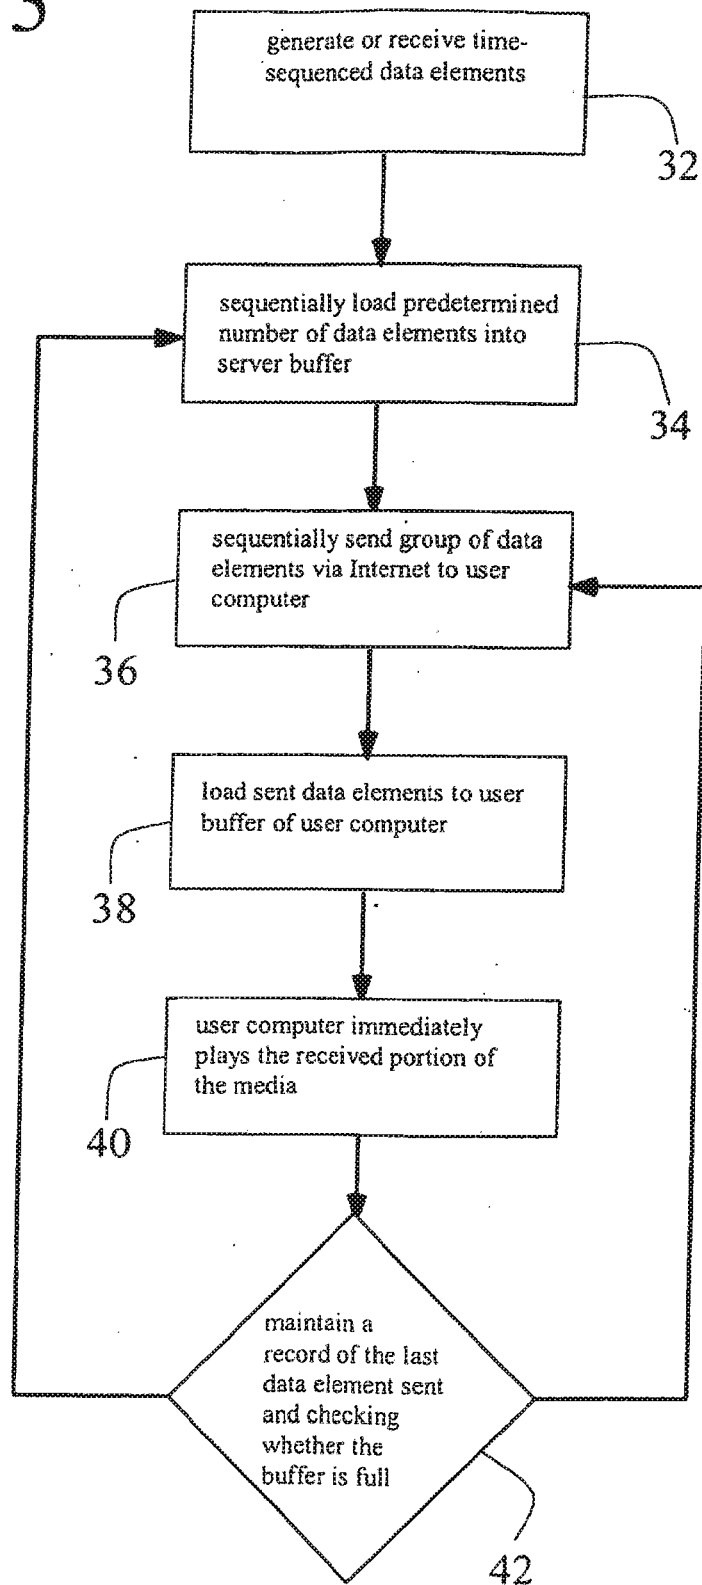 3
generate or receive time-
sequenced data elements
32
sequentially load predetermined
number of data elements into
server buffer
34
sequentially send group of data
elements via Internet to user
computer
36
load sent data elements to user
buffer of user computer
38
user computer immediately
plays the received portion of
the media
40
maintain a
record of the last
data element sent
and checking
whether the
buffer is full
42